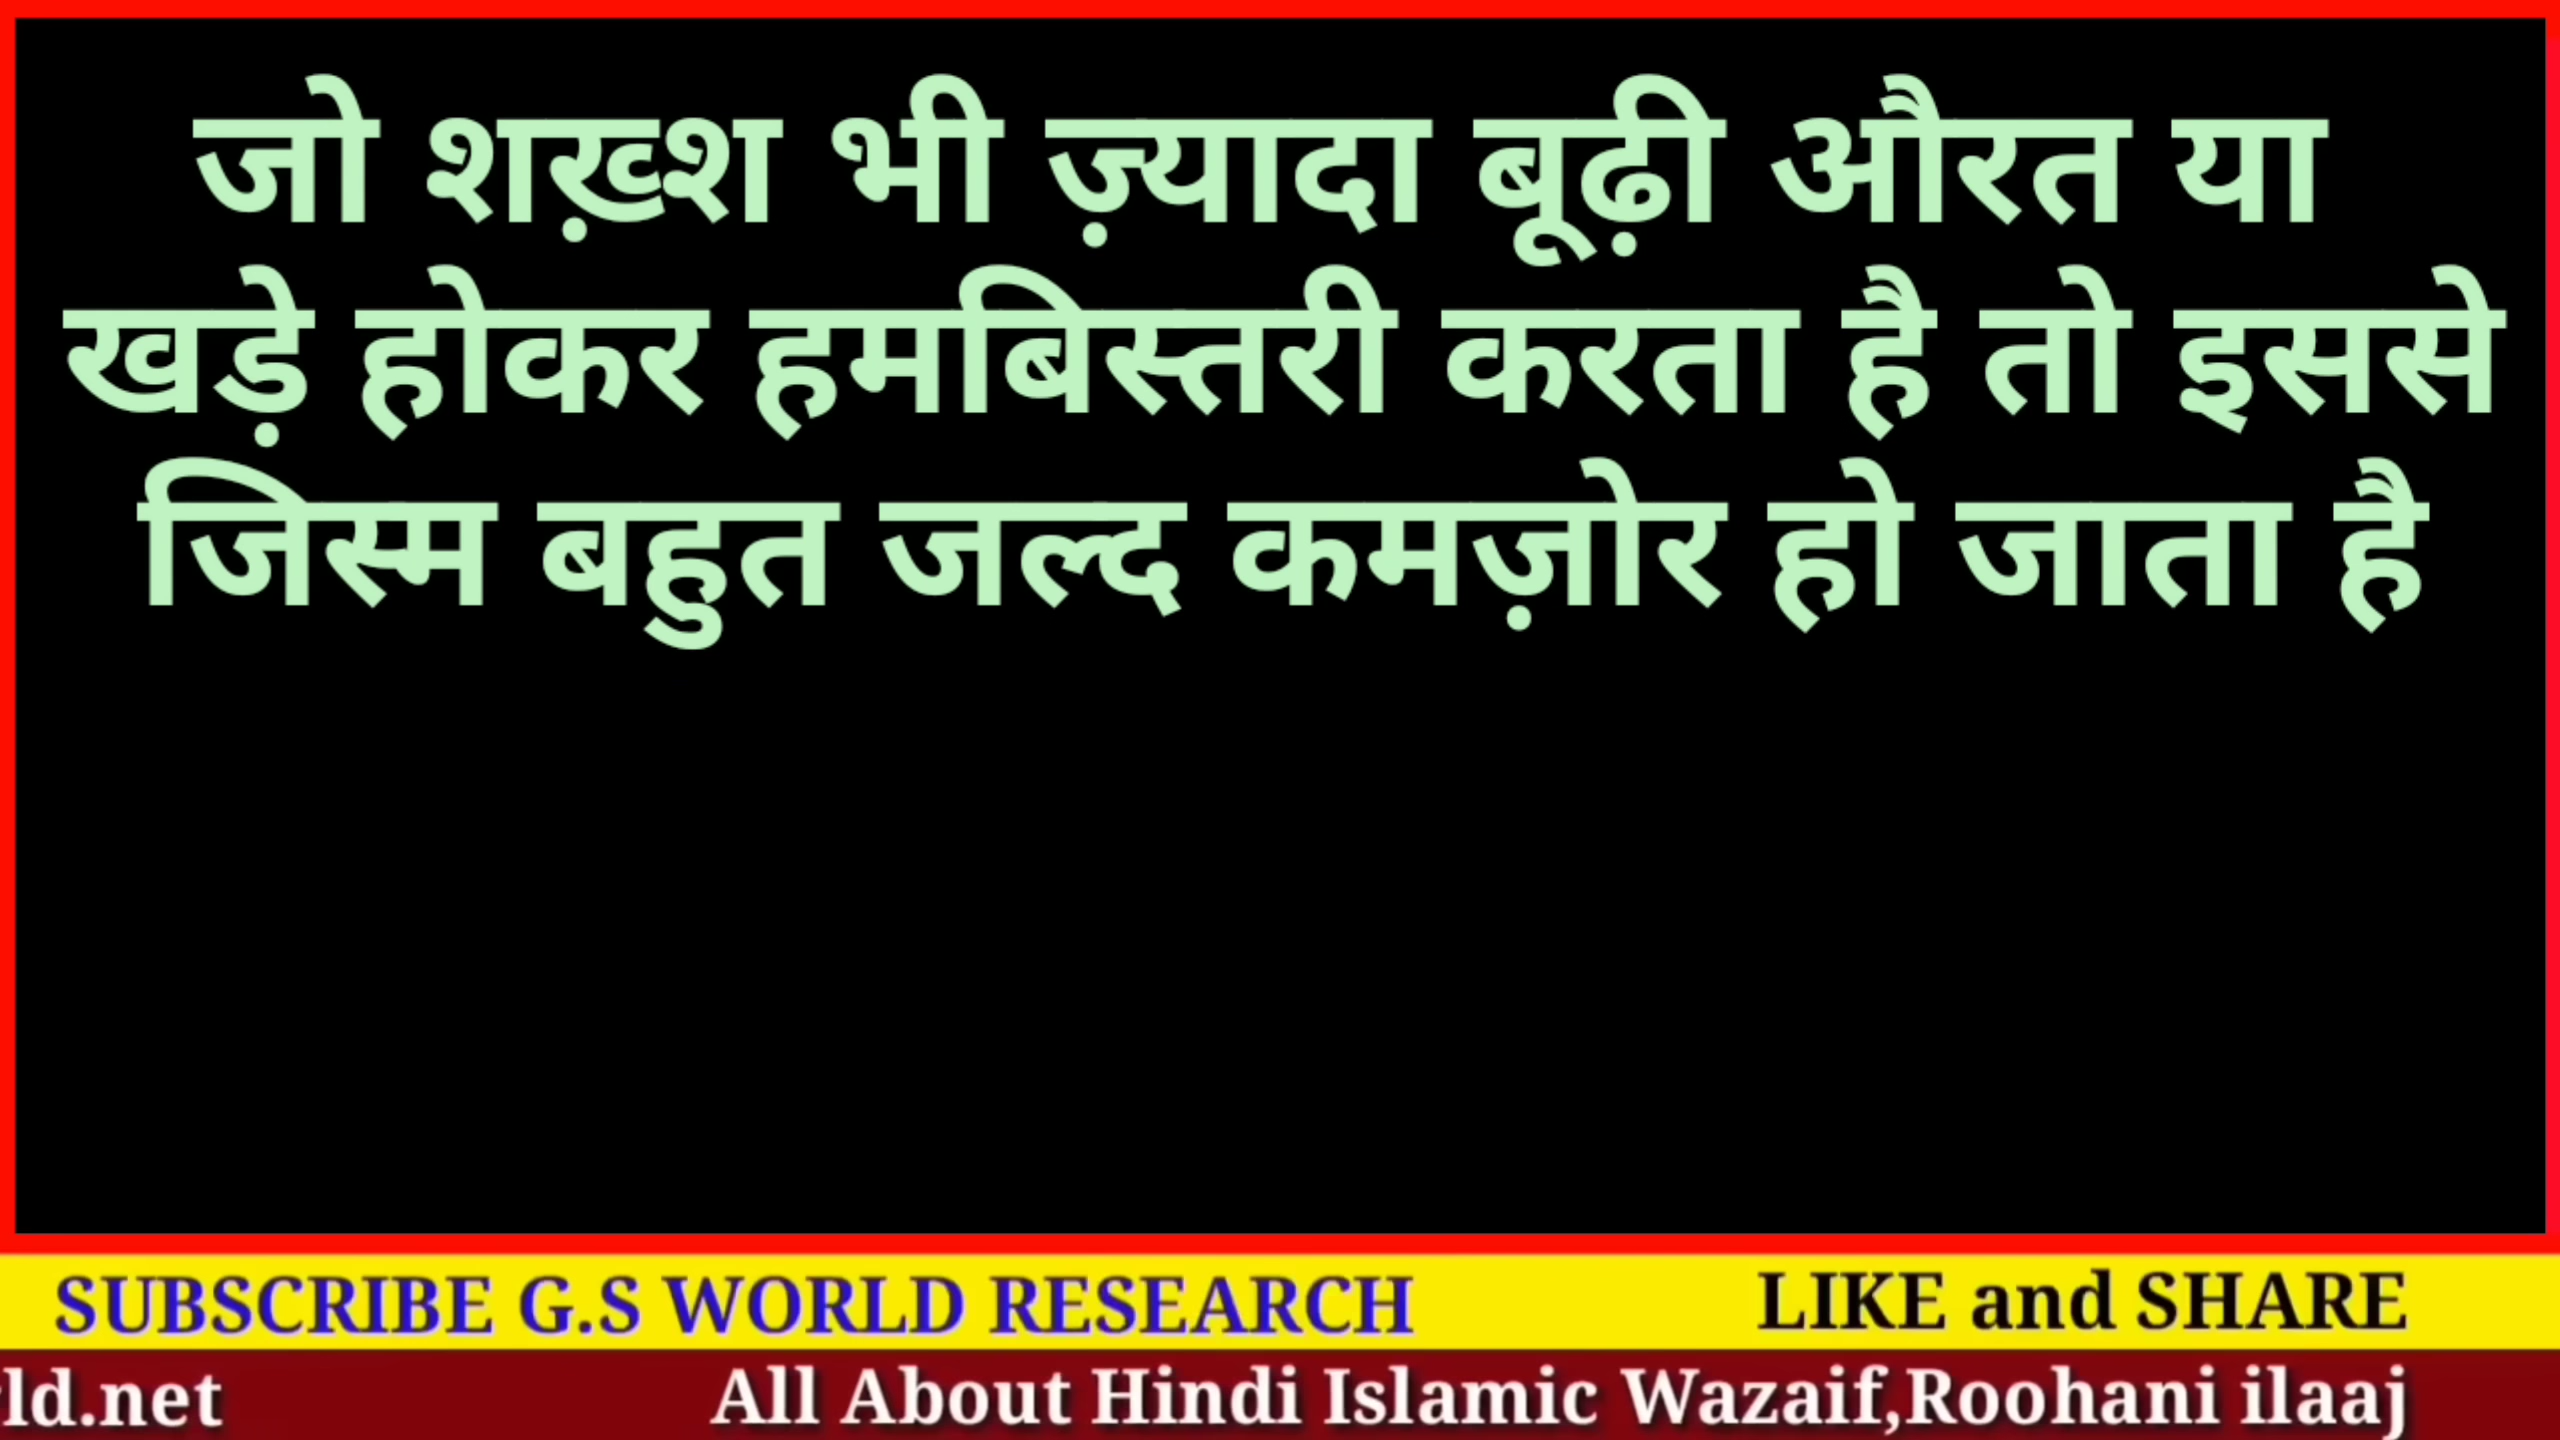 जो शख़्श भी ज़्यादा बूढ़ी औरत या
खड़े होकर हमबिस्तरी करता है तो इससे
जिस्म बहुत जल्द कमज़ोर हो जाता है
SUBSCRIBE G.S WORLD RESEARCH LIKE and SHARE
ld.net All About Hindi Islamic Wazaif,Roohani ilaaj